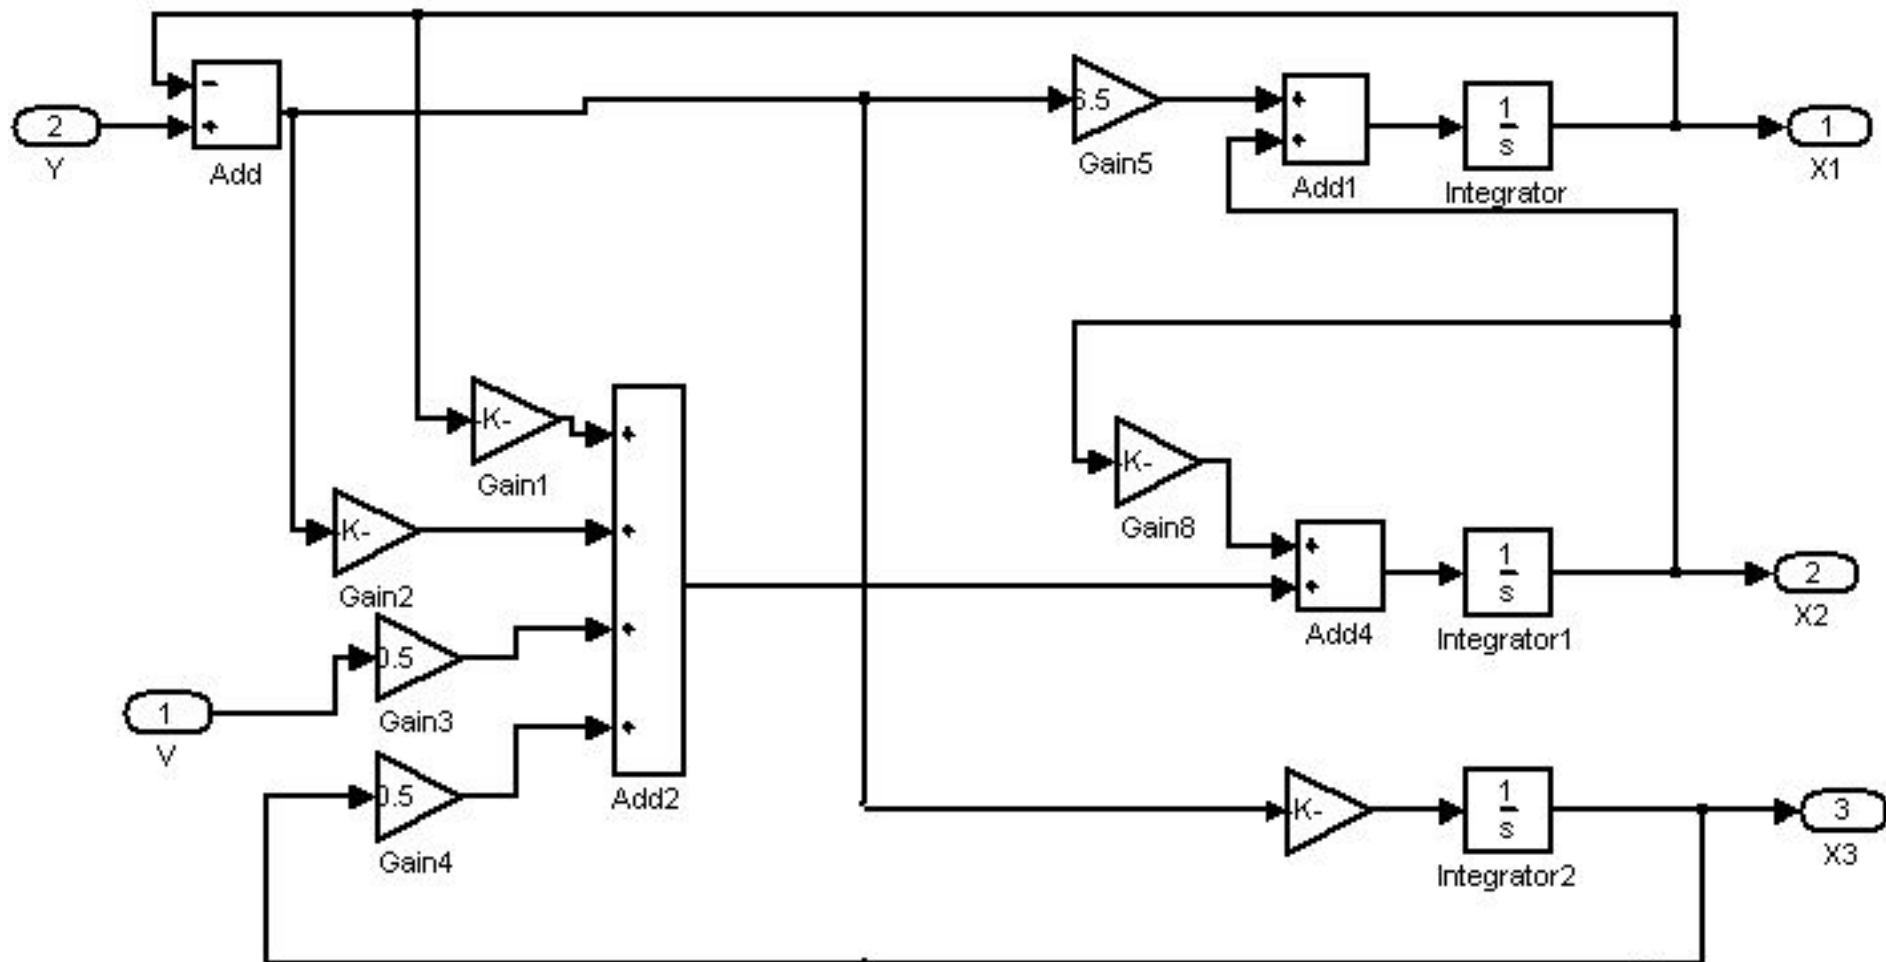 2
Y
-
+
Add
6.5
Gain5
+
+
Add1
1
s
Integrator
1
X1
-K-
Gain1
-K-
Gain2
0.5
Gain3
1
V
0.5
Gain4
+
+
+
+
Add2
-K-
Gain8
+
+
Add4
1
s
Integrator1
2
X2
-K-
1
s
Integrator2
3
X3